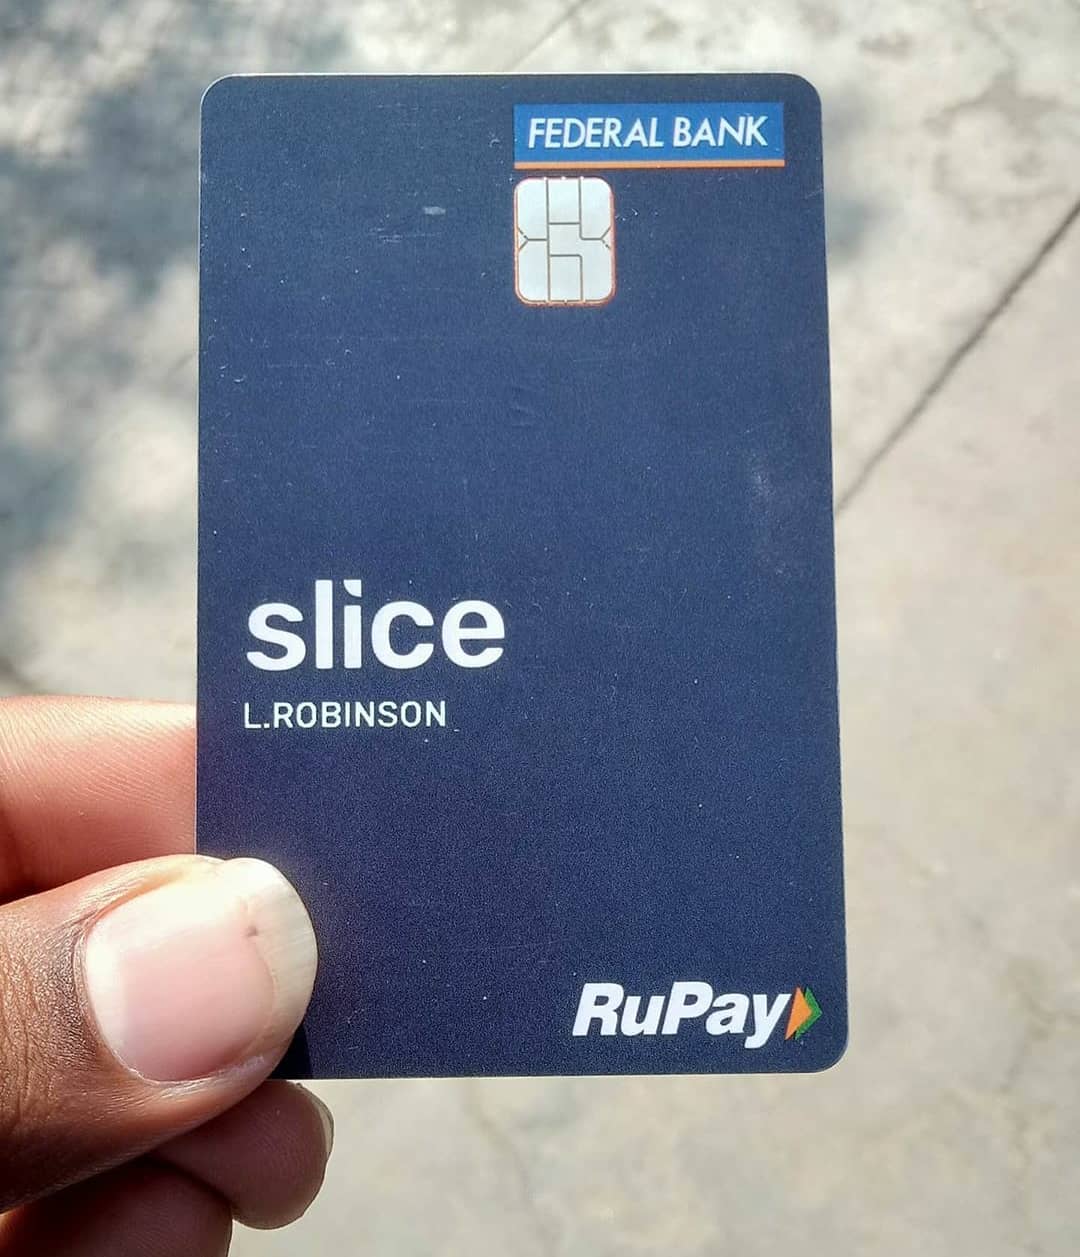 FEDERAL BANK
slice
L.ROBINSON
RuPay